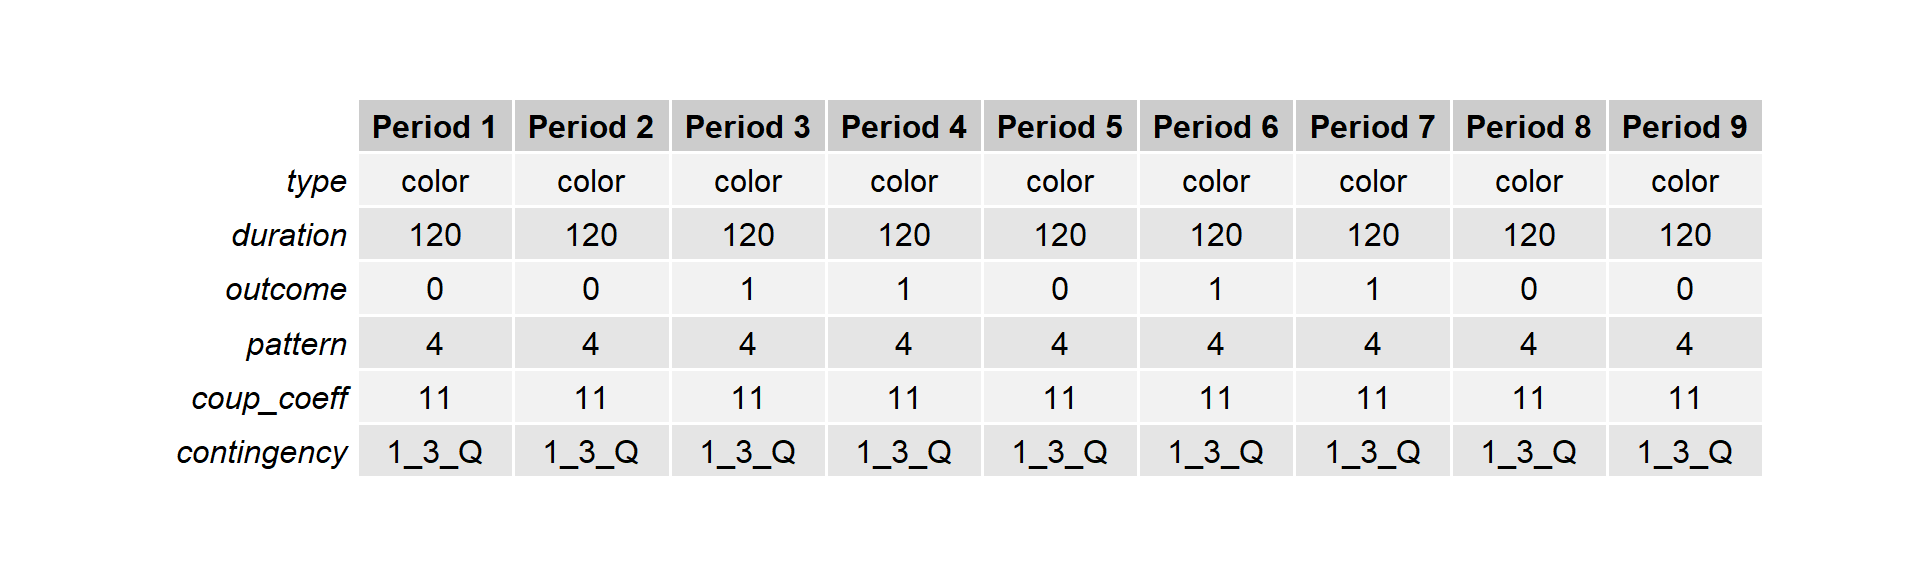 Period 1 Period 2 Period 3 Period 4 Period 5 Period 6 Period 7 Period 8 Period 9
type color color color color color color color color color
duration 120 120 120 120 120 120 120 120 120
outcome 0 0 1 1 0 1 1 0 0
pattern 4 4 4 4 4 4 4 4 4
coup_coeff 11 11 11 11 11 11 11 11 11
contingency 1_3_Q 1_3_Q 1_3_Q 1_3_Q 1_3_Q 1_3_Q 1_3_Q 1_3_Q 1_3_Q